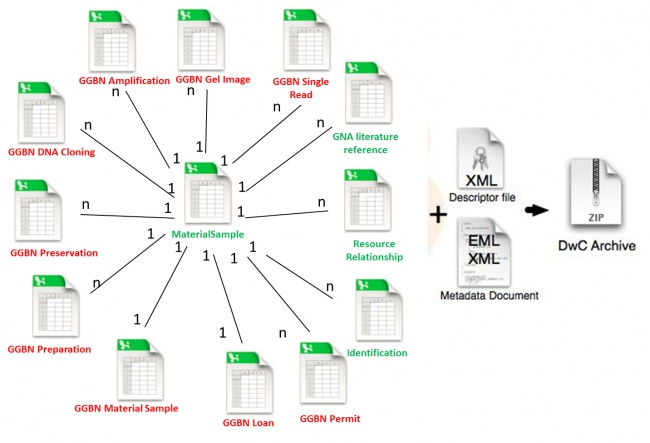 GGBN Amplification
n
GGBN Gel Image
n
GGBN Single
Read
n
GNA literature
reference
n
GGBN DNA Cloning
n
1
1
1
1
1
GGBN Preservation
n
1
MaterialSample
1
n
Resource
Relationship
1
1
1
1
1
1
GGBN Preparation
n
GGBN Material Sample
1
GGBN Loan
1
GGBN Permit
n
Identification
n
+
XML
Descriptor file
EML
XML
Metadata Document
ZIP
DwC Archive